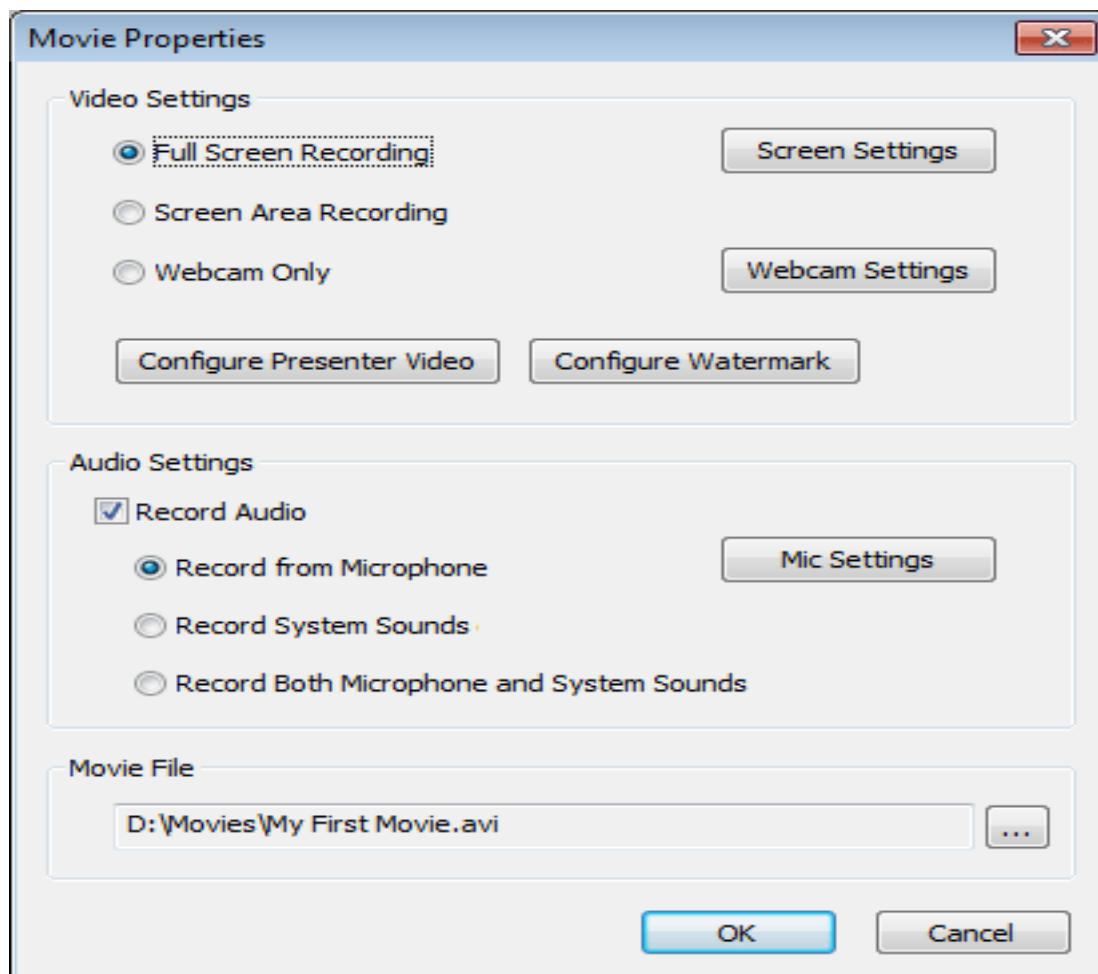 Movie Properties
Video Settings
Full Screen Recording
Screen Settings
Screen Area Recording
Webcam Only
Webcam Settings
Configure Presenter Video
Configure Watermark
Audio Settings
Record Audio
Record from Microphone
Mic Settings
Record System Sounds
Record Both Microphone and System Sounds
Movie File
D:\Movies\My First Movie.avi
...
OK
Cancel